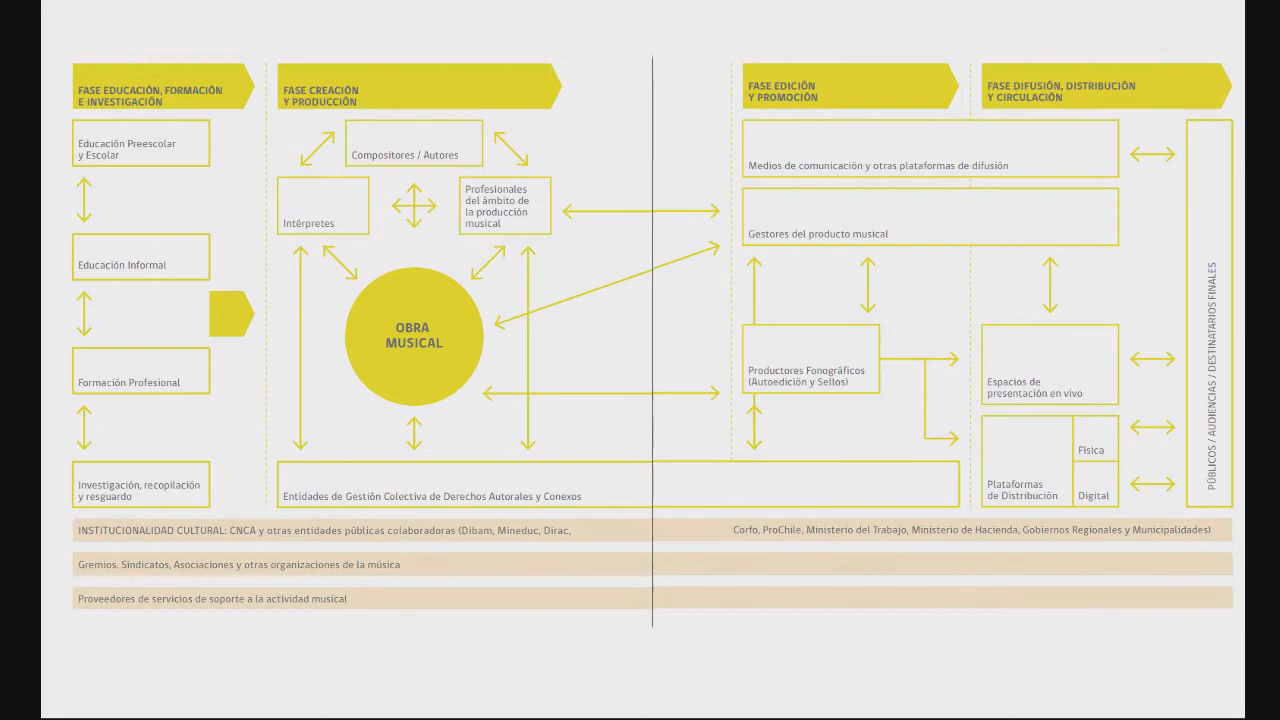 FASE EDUCACIÓN, FORMACIÓN
E INVESTIGACIÓN
FASE CREACIÓN
Y PRODUCCIÓN
FASE EDICIÓN
Y PROMOCIÓN
FASE DIFUSIÓN, DISTRIBUCIÓN
Y CIRCULACIÓN
Educación Preescolar
y Escolar
Educación Informal
Formación Profesional
Investigación, recopilación
y resguardo
Compositores / Autores
Intérpretes
Profesionales
del ámbito de
la producción
musical
OBRA
MUSICAL
Entidades de Gestión Colectiva de Derechos Autorales y Conexos
Medios de comunicación y otras plataformas de difusión
Gestores del producto musical
Productores Fonográficos
(Autoedición y Sellos)
Espacios de
presentación en vivo
Plataformas
de Distribución
Física
Digital
PÚBLICOS / AUDIENCIAS / DESTINATARIOS FINALES
INSTITUCIONALIDAD CULTURAL: CNCA y otras entidades públicas colaboradoras (Dibam, Mineduc, Dirac,
Corfo, ProChile, Ministerio del Trabajo, Ministerio de Hacienda, Gobiernos Regionales y Municipalidades)
Gremios, Sindicatos, Asociaciones y otras organizaciones de la música
Proveedores de servicios de soporte a la actividad musical